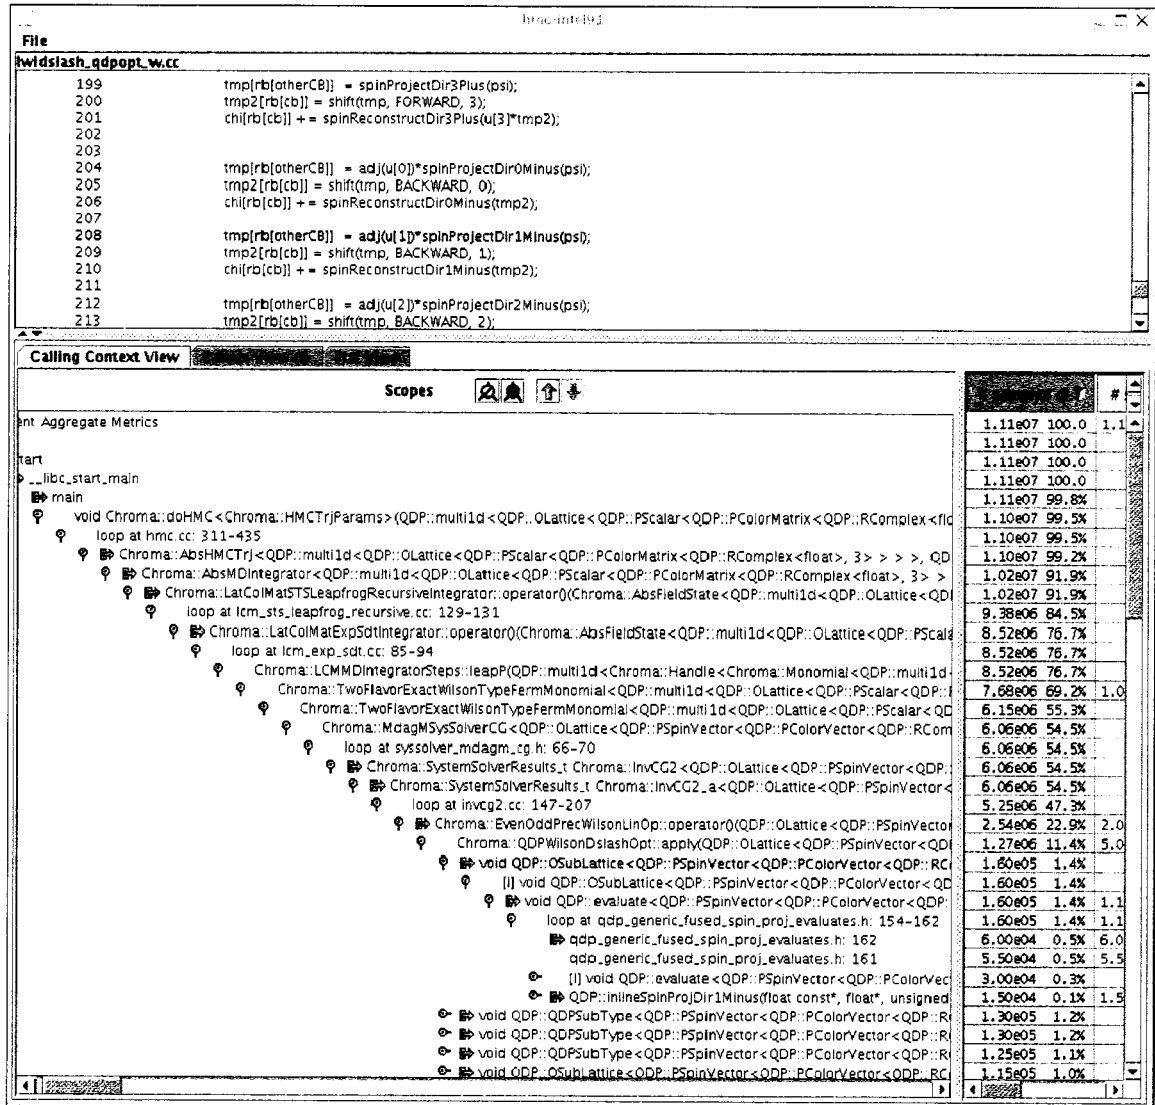 File
lwldslash_qdpopt_w.cc
199 tmp[rb[otherCB]] = spinProjectDir3Plus(psi);
200 tmp2[rb[cb]] = shift(tmp, FORWARD, 3);
201 chi[rb[cb]] += spinReconstructDir3Plus(u[3]*tmp2);
202
203
204 tmp[rb[otherCB]] = adj(u[0])*spinProjectDir0Minus(psi);
205 tmp2[rb[cb]] = shift(tmp, BACKWARD, 0);
206 chi[rb[cb]] += spinReconstructDir0Minus(tmp2);
207
208 tmp[rb[otherCB]] = adj(u[1])*spinProjectDir1Minus(psi);
209 tmp2[rb[cb]] = shift(tmp, BACKWARD, 1);
210 chi[rb[cb]] += spinReconstructDir1Minus(tmp2);
211
212 tmp[rb[otherCB]] = adj(u[2])*spinProjectDir2Minus(psi);
213 tmp2[rb[cb]] = shift(tmp, BACKWARD, 2);
Calling Context View
Scopes #
ent Aggregate Metrics 1.11e07 100.0 1.1
1.11e07 100.0
tart 1.11e07 100.0
__libc_start_main 1.11e07 100.0
main 1.11e07 99.8%
void Chroma::doHMC<Chroma::HMCTrjParams>(QDP::multi1d<QDP::OLattice<QDP::PScalar<QDP::PColorMatrix<QDP::RComplex<flo 1.10e07 99.5%
loop at hmc.cc: 311-435 1.10e07 99.5%
Chroma::AbsHMCTrj<QDP::multi1d<QDP::OLattice<QDP::PScalar<QDP::PColorMatrix<QDP::RComplex<float>, 3> > > >, QD 1.10e07 99.2%
Chroma::AbsMDIntegrator<QDP::multi1d<QDP::OLattice<QDP::PScalar<QDP::PColorMatrix<QDP::RComplex<float>, 3> > 1.02e07 91.9%
Chroma::LatColMatSTSLeapfrogRecursiveIntegrator::operator()(Chroma::AbsFieldState<QDP::multi1d<QDP::OLattice<QDI 1.02e07 91.9%
loop at lcm_sts_leapfrog_recursive.cc: 129-131 9.38e06 84.5%
Chroma::LatColMatExpSdtIntegrator::operator()(Chroma::AbsFieldState<QDP::multi1d<QDP::OLattice<QDP::PScala 8.52e06 76.7%
loop at lcm_exp_sdt.cc: 85-94 8.52e06 76.7%
Chroma::LCMMDIntegratorSteps::leapP(QDP::multi1d<Chroma::Handle<Chroma::Monomial<QDP::multi1d< 8.52e06 76.7%
Chroma::TwoFlavorExactWilsonTypeFermMonomial<QDP::multi1d<QDP::OLattice<QDP::PScalar<QDP::F 7.68e06 69.2% 1.0
Chroma::TwoFlavorExactWilsonTypeFermMonomial<QDP::multi1d<QDP::OLattice<QDP::PScalar<QD 6.15e06 55.3%
Chroma::MdagMSysSolverCG<QDP::OLattice<QDP::PSpinVector<QDP::PColorVector<QDP::RCom 6.06e06 54.5%
loop at syssolver_mdagm_cg.h: 66-70 6.06e06 54.5%
Chroma::SystemSolverResults_t Chroma::InvCG2<QDP::OLattice<QDP::PSpinVector<QDP: 6.06e06 54.5%
Chroma::SystemSolverResults_t Chroma::InvCG2_a<QDP::OLattice<QDP::PSpinVector< 6.06e06 54.5%
loop at invcg2.cc: 147-207 5.25e06 47.3%
Chroma::EvenOddPrecWilsonLinOp::operator()(QDP::OLattice<QDP::PSpinVector 2.54e06 22.9% 2.0
Chroma::QDPWilsonDslashOpt::apply(QDP::OLattice<QDP::PSpinVector<QDI 1.27e06 11.4% 5.0
void QDP::OSubLattice<QDP::PSpinVector<QDP::PColorVector<QDP::RC 1.60e05 1.4%
[I] void QDP::OSubLattice<QDP::PSpinVector<QDP::PColorVector<QD 1.60e05 1.4%
void QDP::evaluate<QDP::PSpinVector<QDP::PColorVector<QDP: 1.60e05 1.4% 1.1
loop at qdp_generic_fused_spin_proj_evaluates.h: 154-162 1.60e05 1.4% 1.1
qdp_generic_fused_spin_proj_evaluates.h: 162 6.00e04 0.5% 6.0
qdp_generic_fused_spin_proj_evaluates.h: 161 5.50e04 0.5% 5.5
[I] void QDP::evaluate<QDP::PSpinVector<QDP::PColorVec 3.00e04 0.3%
QDP::inlineSpinProjDir1Minus(float const*, float*, unsigned 1.50e04 0.1% 1.5
void QDP::QDPSubType<QDP::PSpinVector<QDP::PColorVector<QDP::R 1.30e05 1.2%
void QDP::QDPSubType<QDP::PSpinVector<QDP::PColorVector<QDP::R 1.30e05 1.2%
void QDP::QDPSubType<QDP::PSpinVector<QDP::PColorVector<QDP::R 1.25e05 1.1%
void QDP::OSubLattice<QDP::PSpinVector<QDP::PColorVector<QDP::RC 1.15e05 1.0%